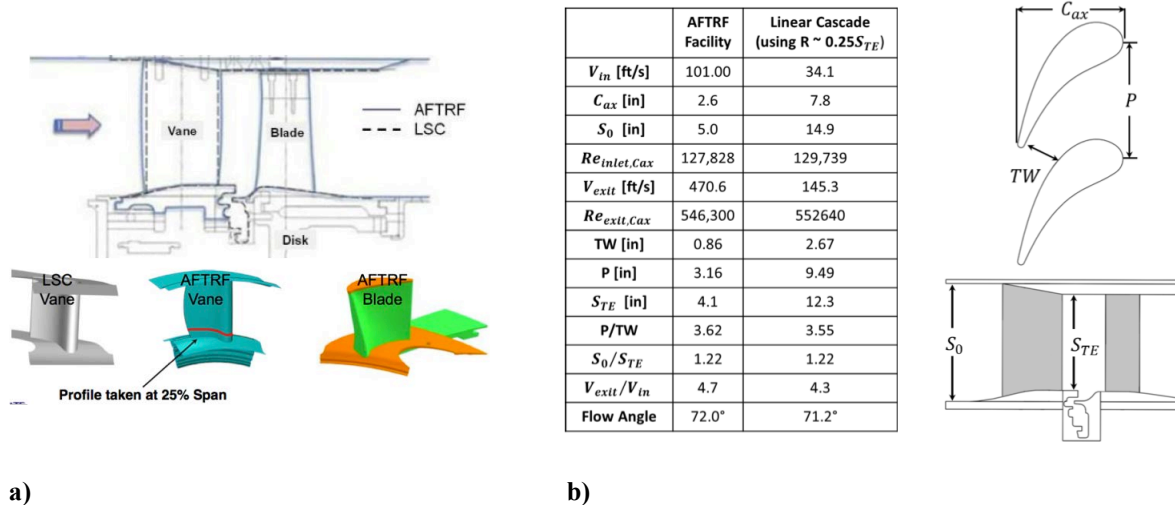 Vane
Blade
AFTRF
LSC
Disk
LSC
Vane
AFTRF
Vane
AFTRF
Blade
Profile taken at 25% Span
a)
AFTRF Facility | Linear Cascade (using R ~ 0.25S_TE)
V_in [ft/s] 101.00 34.1
C_ax [in] 2.6 7.8
S_0 [in] 5.0 14.9
Re_inlet,Cax 127,828 129,739
V_exit [ft/s] 470.6 145.3
Re_exit,Cax 546,300 552640
TW [in] 0.86 2.67
P [in] 3.16 9.49
S_TE [in] 4.1 12.3
P/TW 3.62 3.55
S_0/S_TE 1.22 1.22
V_exit/V_in 4.7 4.3
Flow Angle 72.0° 71.2°
C_ax
P
TW
S_0
S_TE
b)